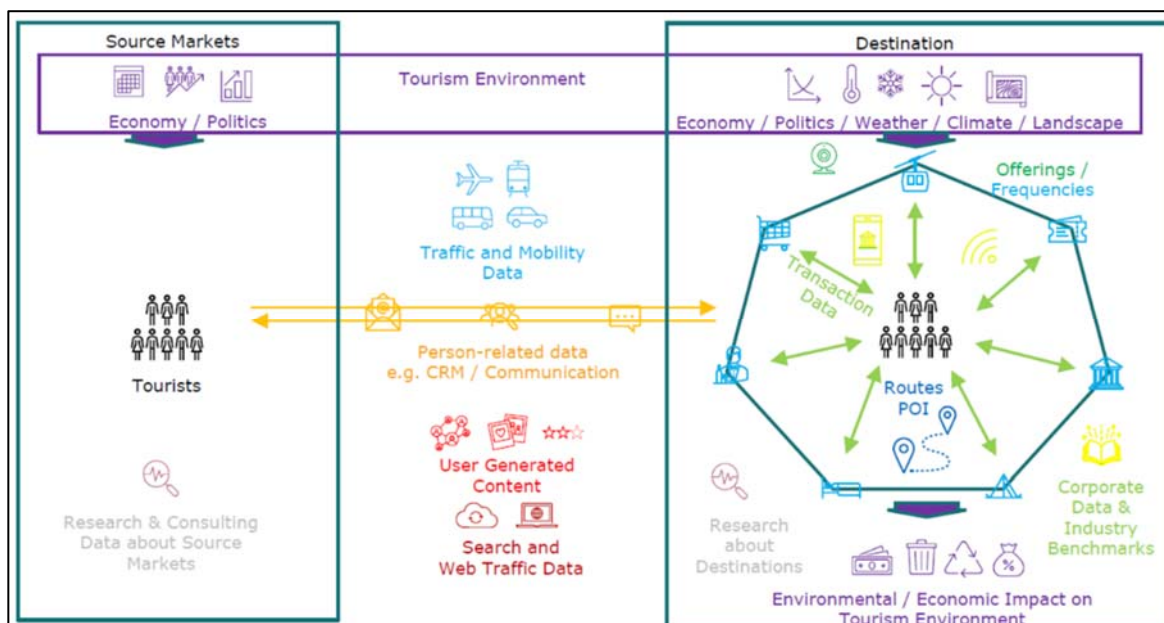 Source Markets
Tourism Environment
Destination
Economy / Politics
Economy / Politics / Weather / Climate / Landscape
Offerings /
Frequencies
Traffic and Mobility
Data
Transaction
Data
Person-related data
e.g. CRM / Communication
Tourists
Routes
POI
User Generated
Content
Research & Consulting
Data about Source
Markets
Search and
Web Traffic Data
Research
about
Destinations
Corporate
Data &
Industry
Benchmarks
Environmental / Economic Impact on
Tourism Environment